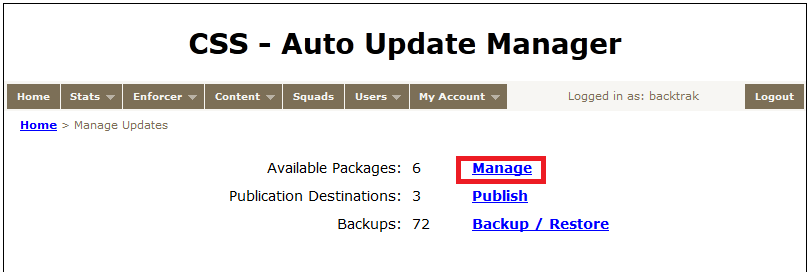 CSS - Auto Update Manager
Home Stats Enforcer Content Squads Users My Account Logged in as: backtrak Logout
Home > Manage Updates
Available Packages: 6 Manage
Publication Destinations: 3 Publish
Backups: 72 Backup / Restore